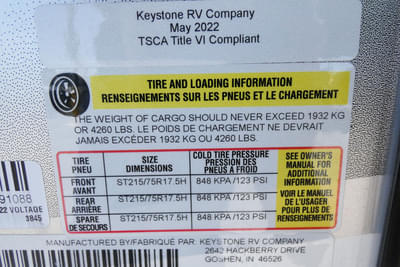 Keystone RV Company
May 2022
TSCA Title VI Compliant
TIRE AND LOADING INFORMATION
RENSEIGNEMENTS SUR LES PNEUS ET LE CHARGEMENT
THE WEIGHT OF CARGO SHOULD NEVER EXCEED 1932 KG
OR 4260 LBS. LE POIDS DE CHARGEMENT NE DEVRAIT
JAMAIS EXCÉDER 1932 KG OU 4260 LBS.
TIRE
PNEU
SIZE
DIMENSIONS
COLD TIRE PRESSURE
PRESSION DES
PNEUS A FROID
SEE OWNER'S
MANUAL FOR
ADDITIONAL
INFORMATION
VOIR LE MANUEL
DE L'USAGER
POUR PLUS DE
RENSEIGNEMENTS
FRONT
AVANT
ST215/75R17.5H
848 KPA /123 PSI
REAR
ARRIÈRE
ST215/75R17.5H
848 KPA /123 PSI
SPARE
DE SECOURS
ST215/75R17.5H
848 KPA /123 PSI
91088
22 VOLTAGE
3845
MANUFACTURED BY/FABRIQUÉ PAR: KEYSTONE RV COMPANY
2642 HACKBERRY DRIVE
GOSHEN, IN 46526